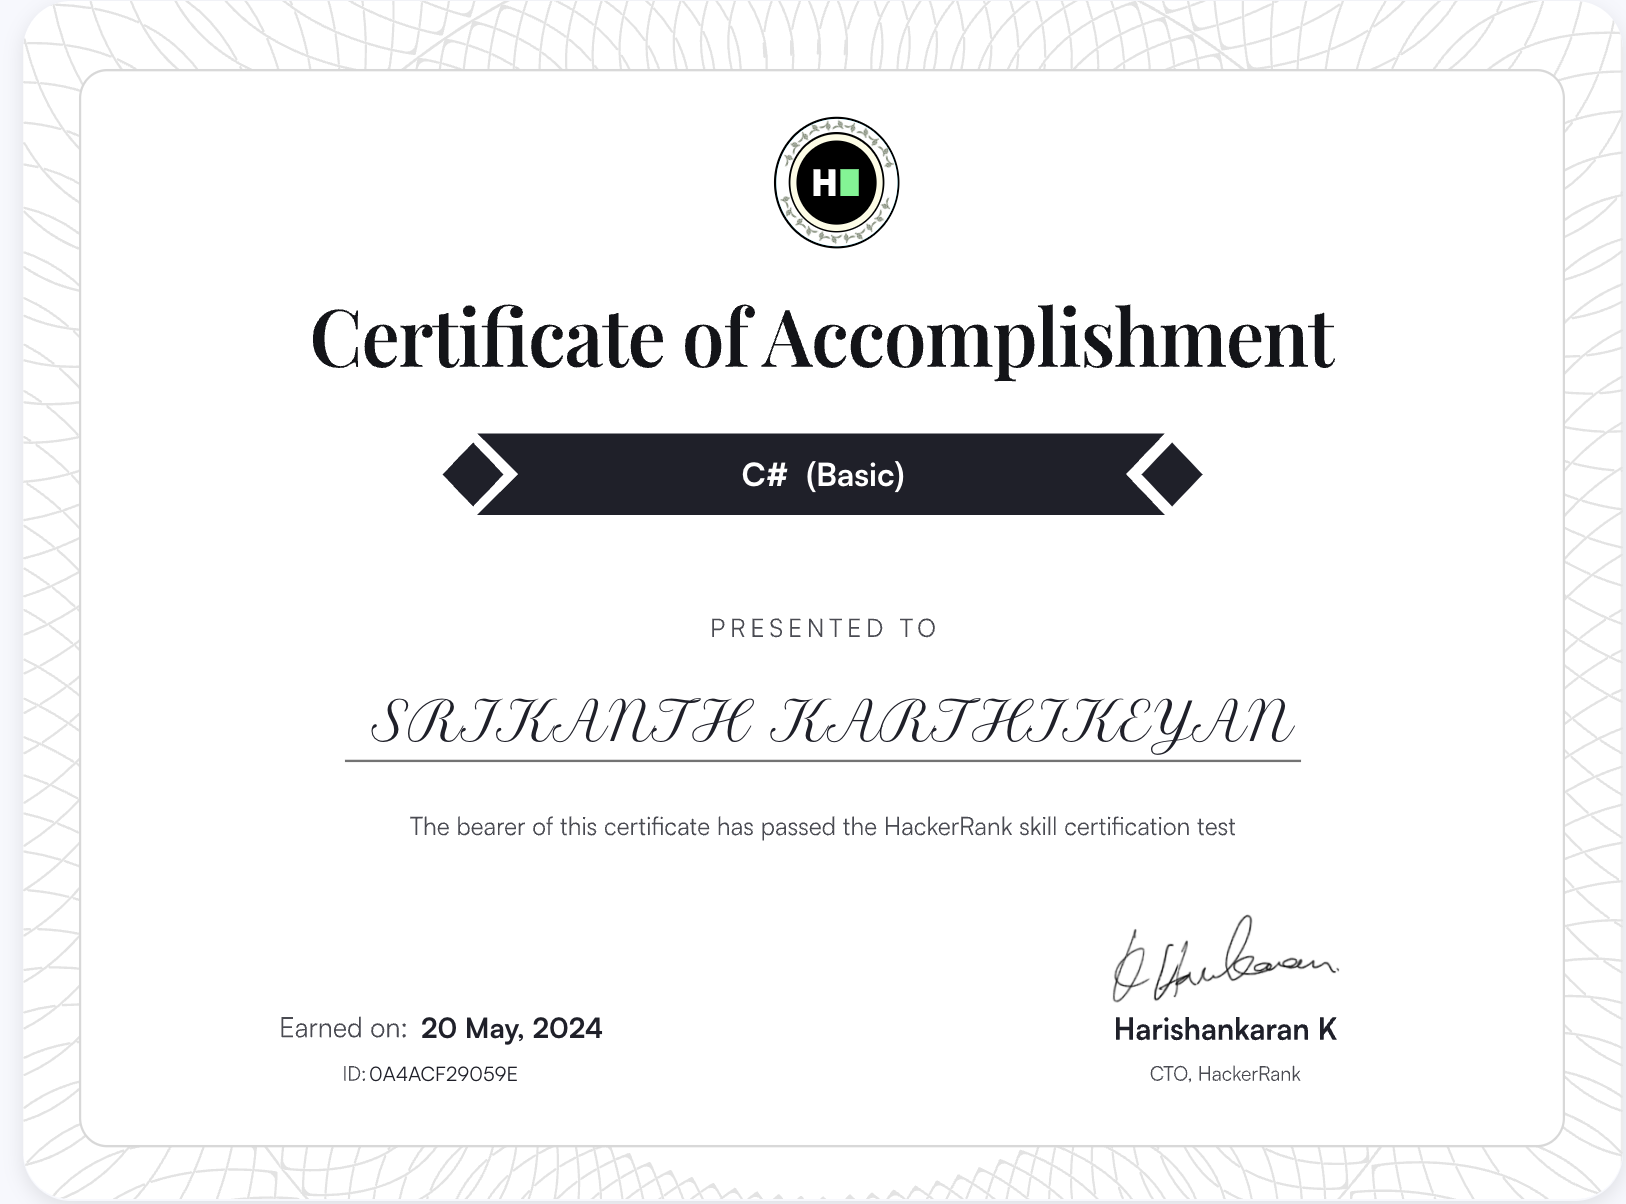 H
Certificate of Accomplishment
C# (Basic)
PRESENTED TO
SRIKANTH KARTHIKEYAN
The bearer of this certificate has passed the HackerRank skill certification test
Earned on: 20 May, 2024
ID: 0A4ACF29059E
Harishankaran K
CTO, HackerRank